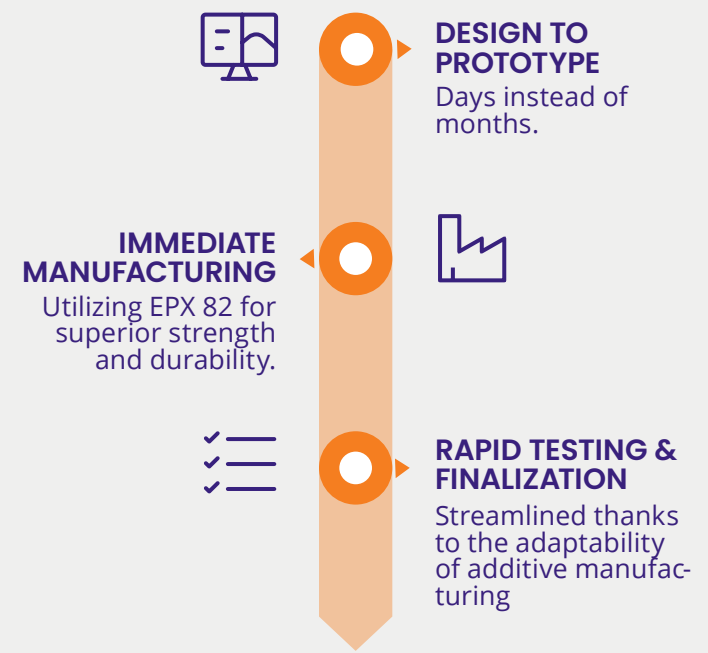 DESIGN TO
PROTOTYPE
Days instead of
months.
IMMEDIATE
MANUFACTURING
Utilizing EPX 82 for
superior strength
and durability.
RAPID TESTING &
FINALIZATION
Streamlined thanks
to the adaptability
of additive manufac-
turing